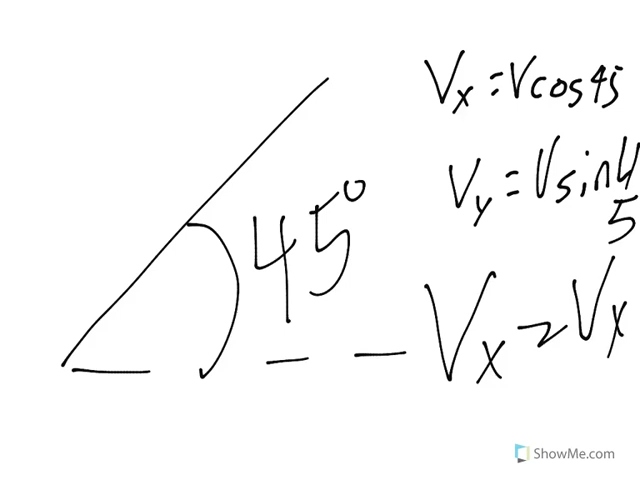 Vx = Vcos45
Vy = Vsin45
45°
Vx = Vx
ShowMe.com